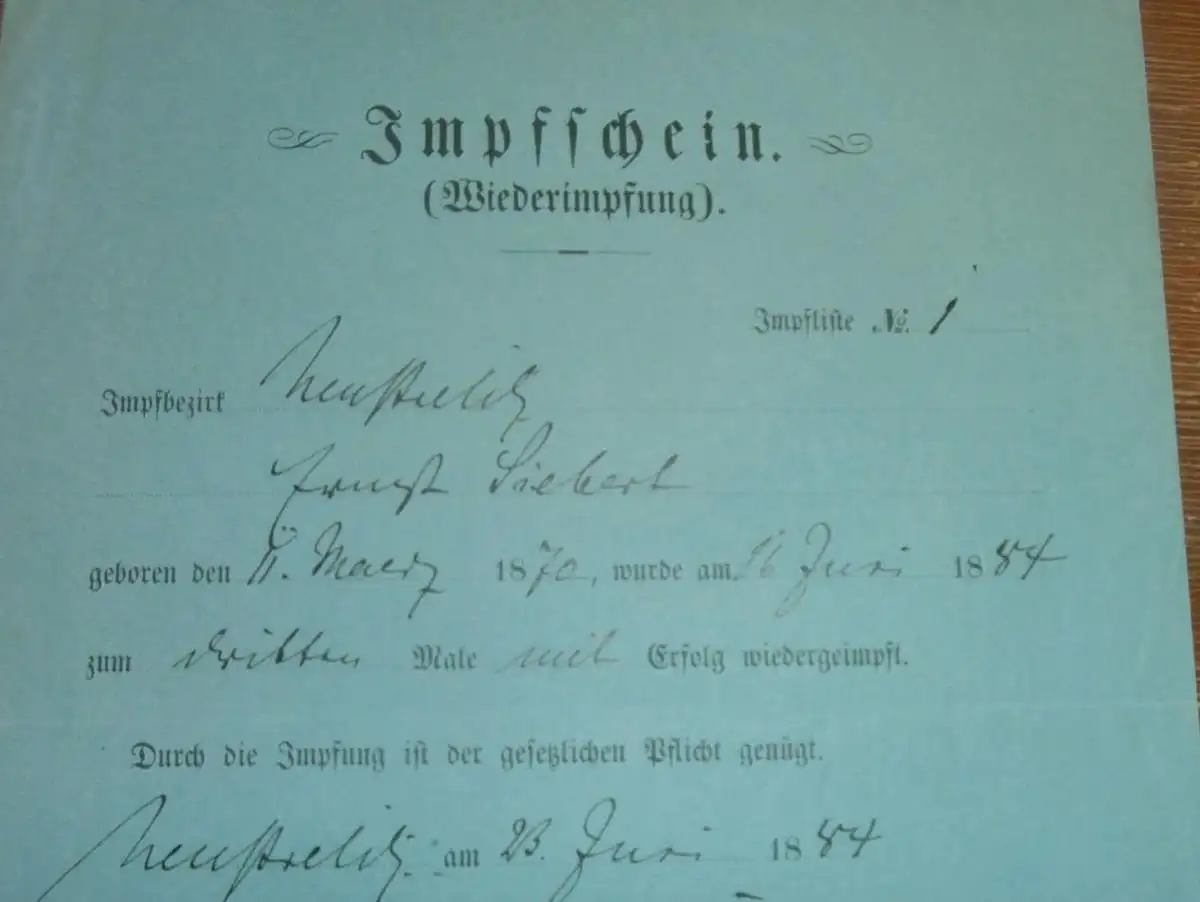 Impfschein.
(Wiederimpfung).
Impfliste No. 1
Impfbezirk Neustrelitz
Ernst Siebert
geboren den 11. Maerz 1870, wurde am 16 Juni 1884
zum dritten Male mit Erfolg wiedergeimpft.
Durch die Impfung ist der gesetzlichen Pflicht genügt.
Neustrelitz am 23. Juni 1884